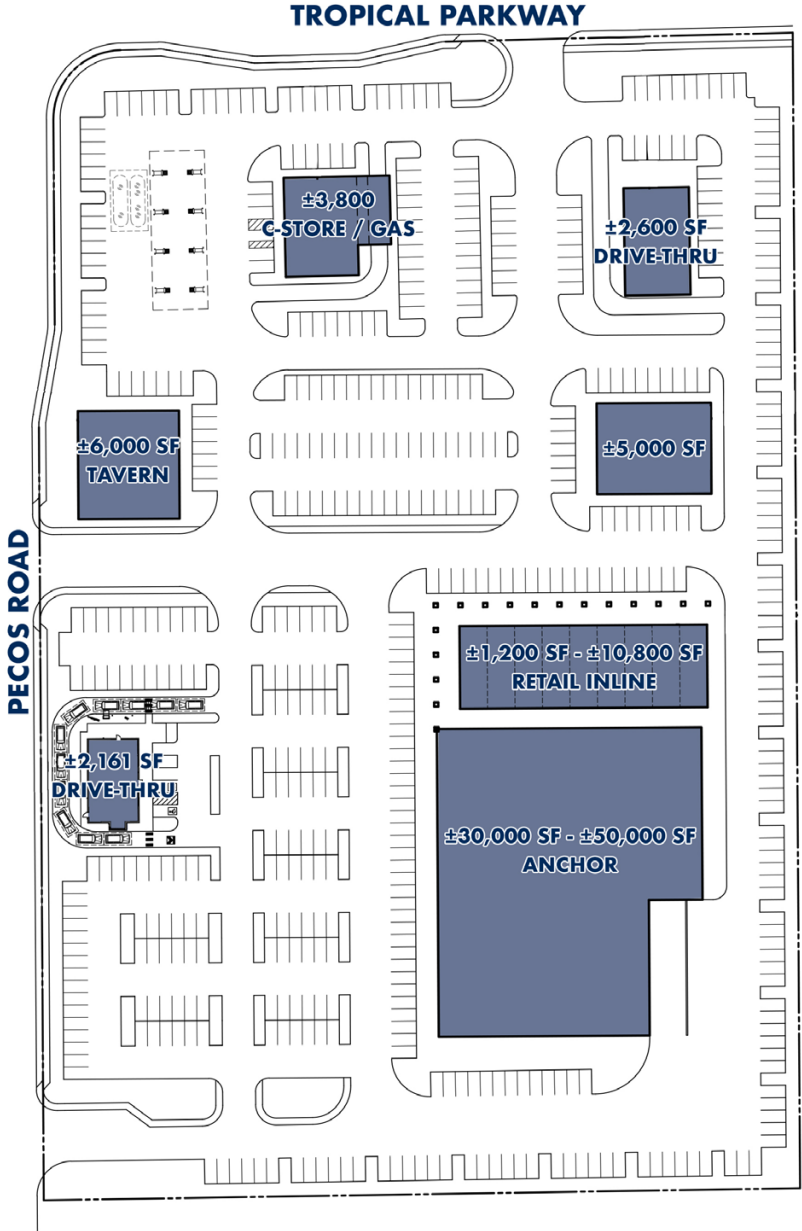 TROPICAL PARKWAY
±3,800
C-STORE / GAS
±2,600 SF
DRIVE-THRU
±6,000 SF
TAVERN
±5,000 SF
PECOS ROAD
±1,200 SF - ±10,800 SF
RETAIL INLINE
±2,161 SF
DRIVE-THRU
±30,000 SF - ±50,000 SF
ANCHOR